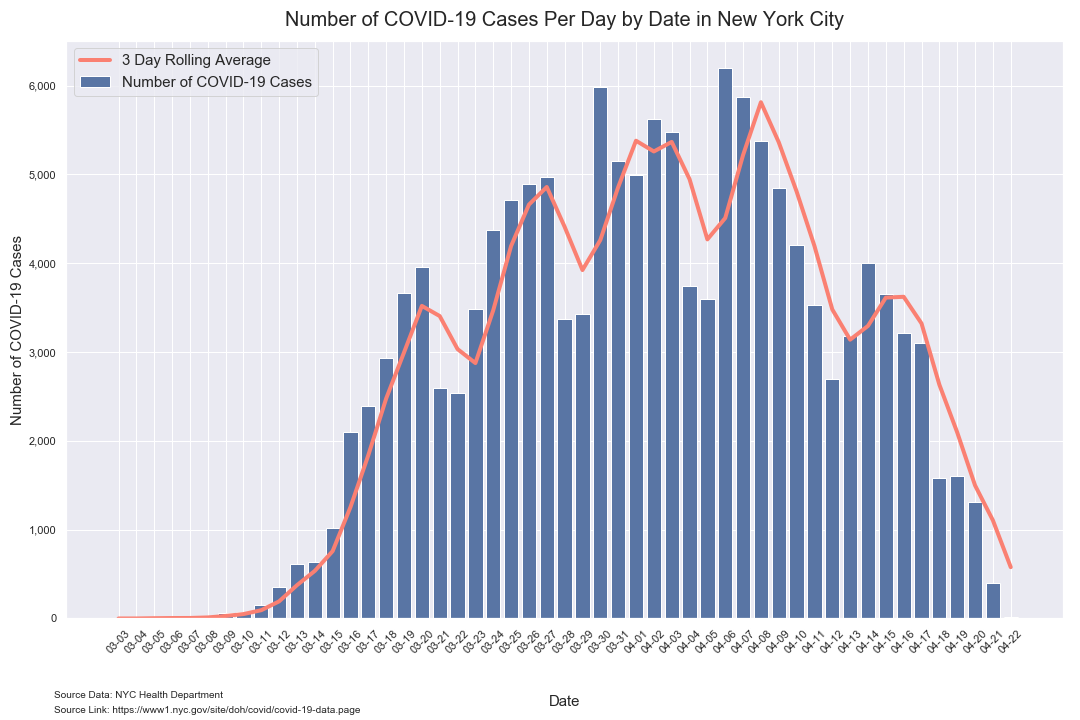 Number of COVID-19 Cases Per Day by Date in New York City
3 Day Rolling Average
Number of COVID-19 Cases
Number of COVID-19 Cases
6,000
5,000
4,000
3,000
2,000
1,000
0
03-03 03-04 03-05 03-06 03-07 03-08 03-09 03-10 03-11 03-12 03-13 03-14 03-15 03-16 03-17 03-18 03-19 03-20 03-21 03-22 03-23 03-24 03-25 03-26 03-27 03-28 03-29 03-30 03-31 04-01 04-02 04-03 04-04 04-05 04-06 04-07 04-08 04-09 04-10 04-11 04-12 04-13 04-14 04-15 04-16 04-17 04-18 04-19 04-20 04-21 04-22
Date
Source Data: NYC Health Department
Source Link: https://www1.nyc.gov/site/doh/covid/covid-19-data.page